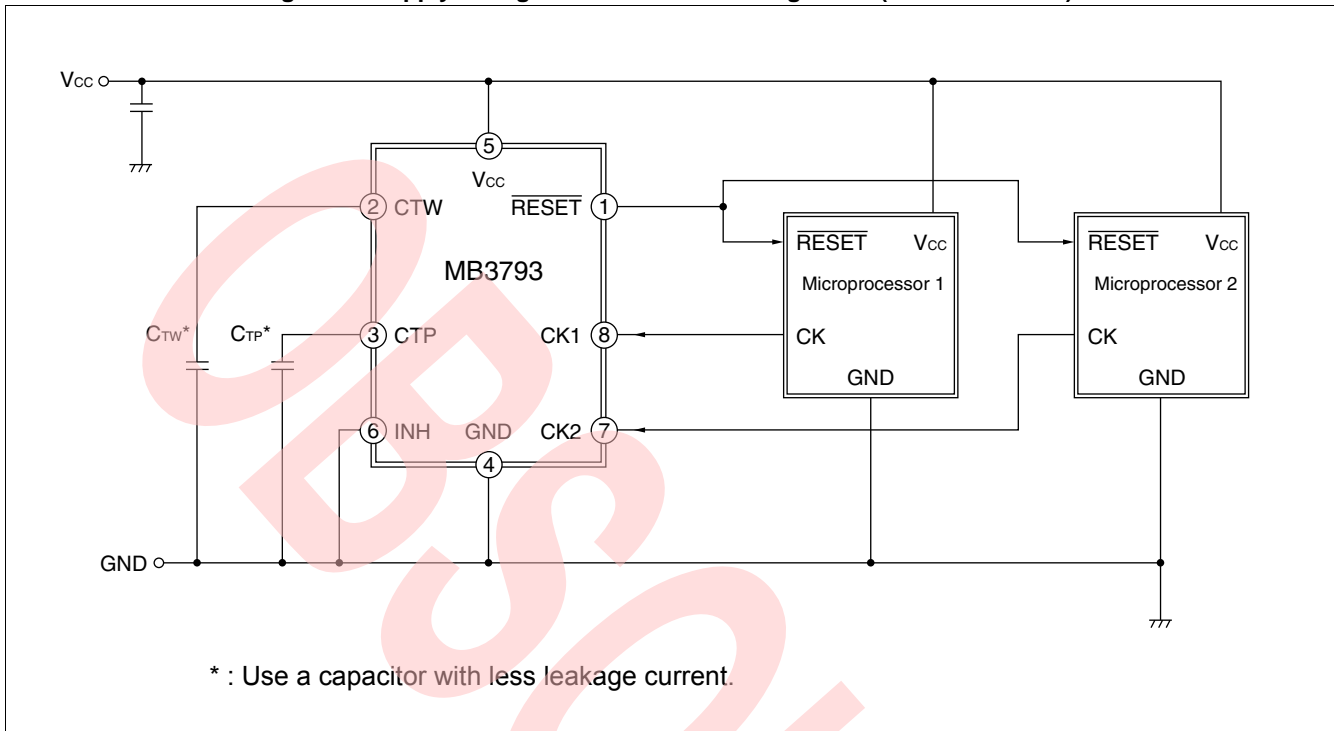 Vcc
5
Vcc
2 CTW
RESET 1
RESET
Vcc
RESET
Vcc
MB3793
Microprocessor 1
Microprocessor 2
CTW*
CTP*
3 CTP
CK1 8
CK
CK
GND
GND
6 INH
GND
CK2 7
4
GND
* : Use a capacitor with less leakage current.